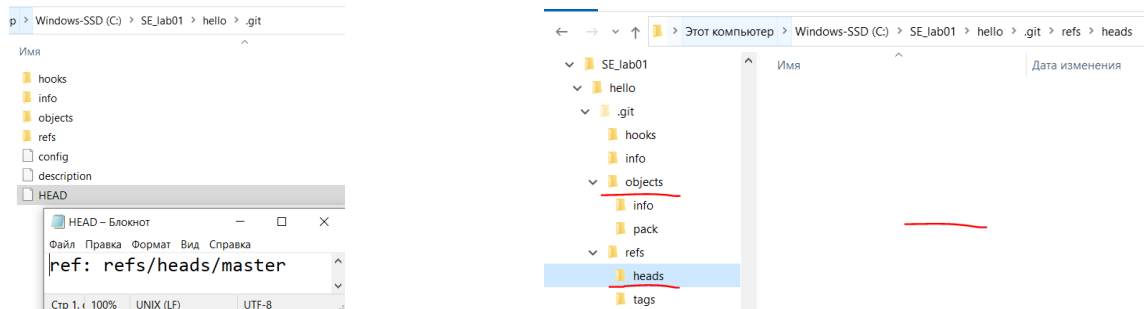 р > Windows-SSD (C:) > SE_lab01 > hello > .git
Имя
hooks
info
objects
refs
config
description
HEAD
HEAD – Блокнот
Файл Правка Формат Вид Справка
ref: refs/heads/master
Стр 1, с 100% UNIX (LF) UTF-8
> Этот компьютер > Windows-SSD (C:) > SE_lab01 > hello > .git > refs > heads
SE_lab01
hello
.git
hooks
info
objects
info
pack
refs
heads
tags
Имя Дата изменения